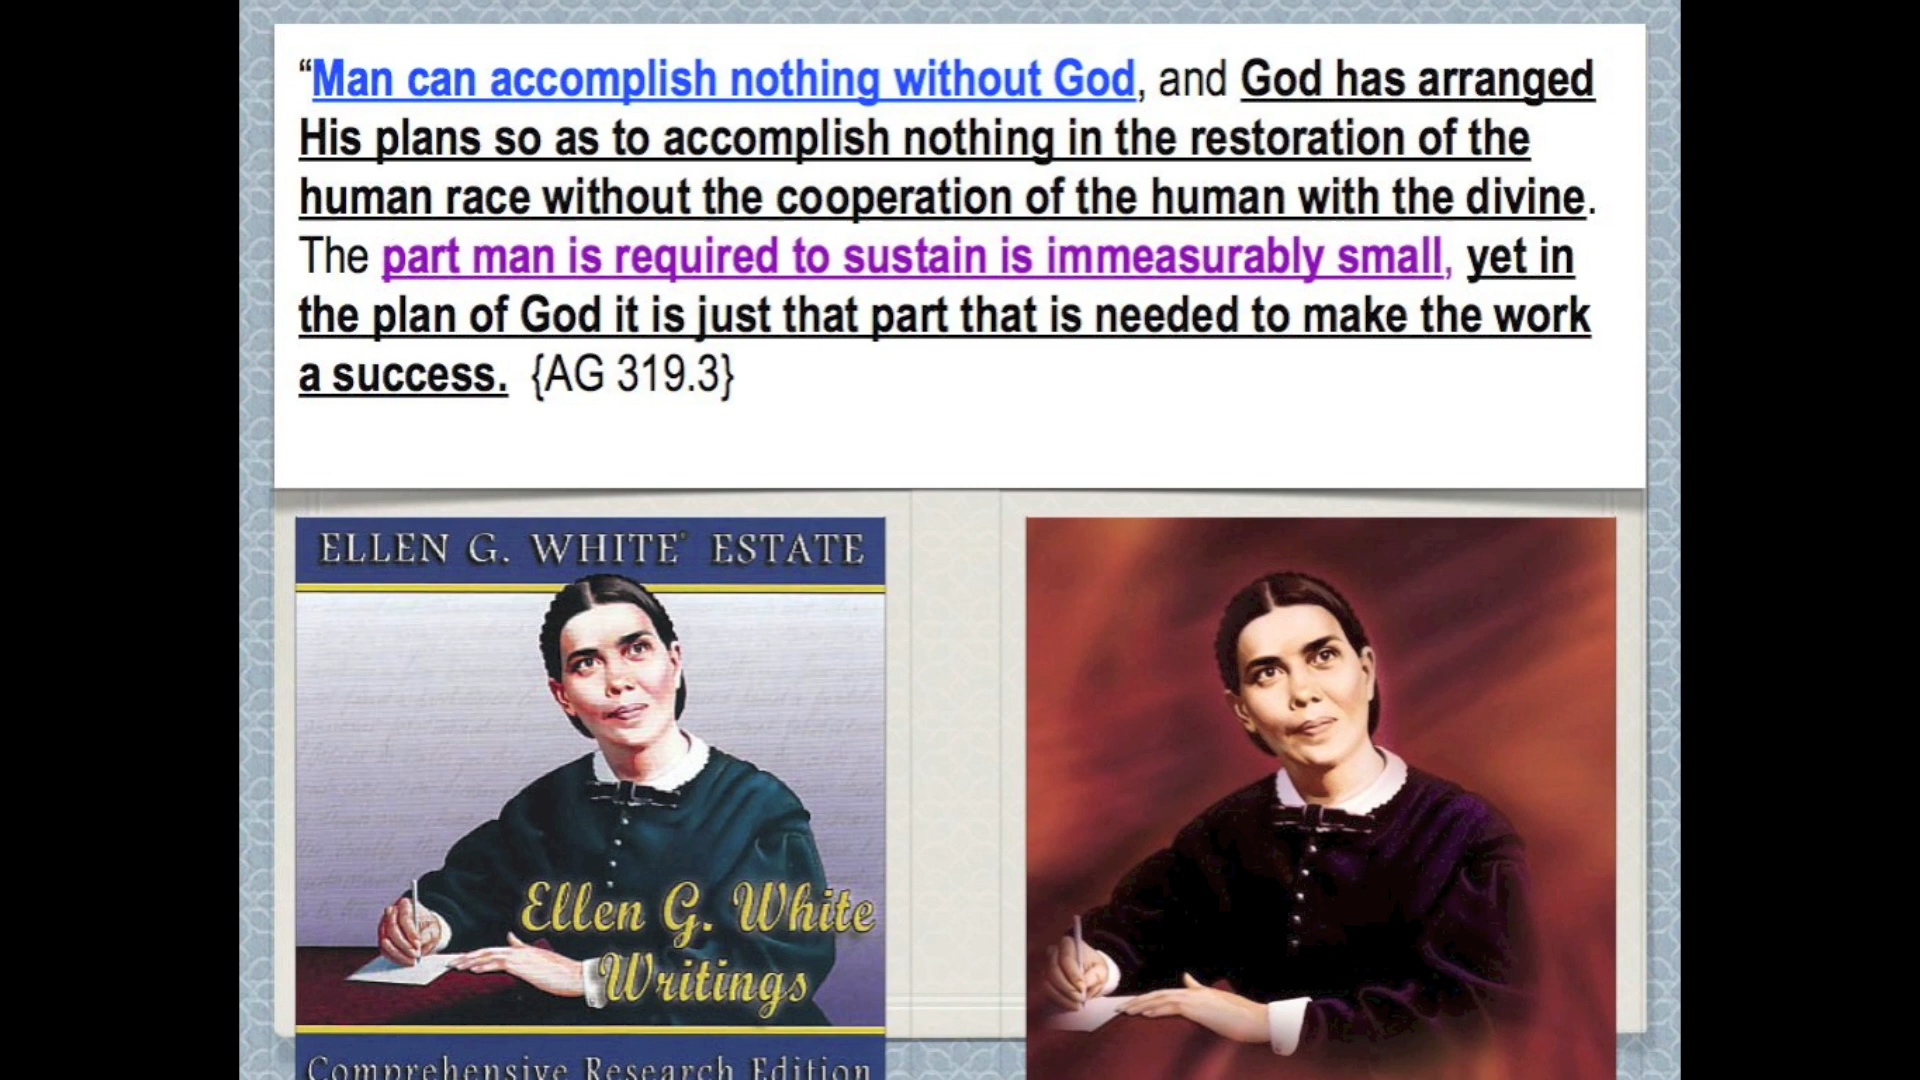 “Man can accomplish nothing without God, and God has arranged
His plans so as to accomplish nothing in the restoration of the
human race without the cooperation of the human with the divine.
The part man is required to sustain is immeasurably small, yet in
the plan of God it is just that part that is needed to make the work
a success. {AG 319.3}
ELLEN G. WHITE® ESTATE
Ellen G. White
Writings
Comprehensive Research Edition